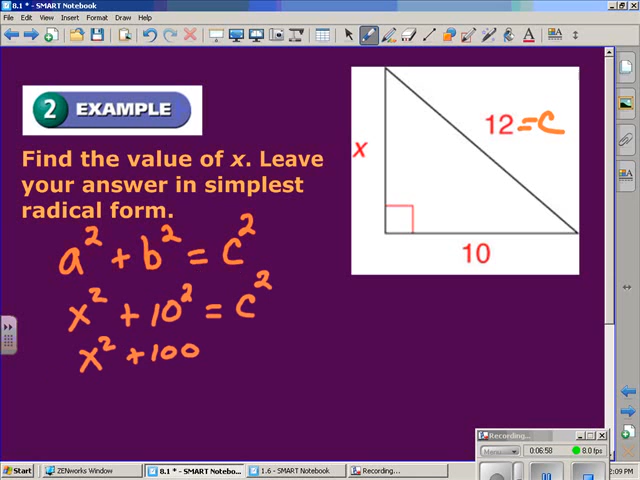 8.1 * - SMART Notebook
File Edit View Insert Format Draw Help
2 EXAMPLE
Find the value of x. Leave
your answer in simplest
radical form.
a² + b² = c²
x² + 10² = c²
x² + 100
12 = c
x
10
Recording...
Menu
0:06:58
8.0 fps
Start
ZENworks Window
8.1 * - SMART Notebo...
1.6 - SMART Notebook
Recording...
2:09 PM